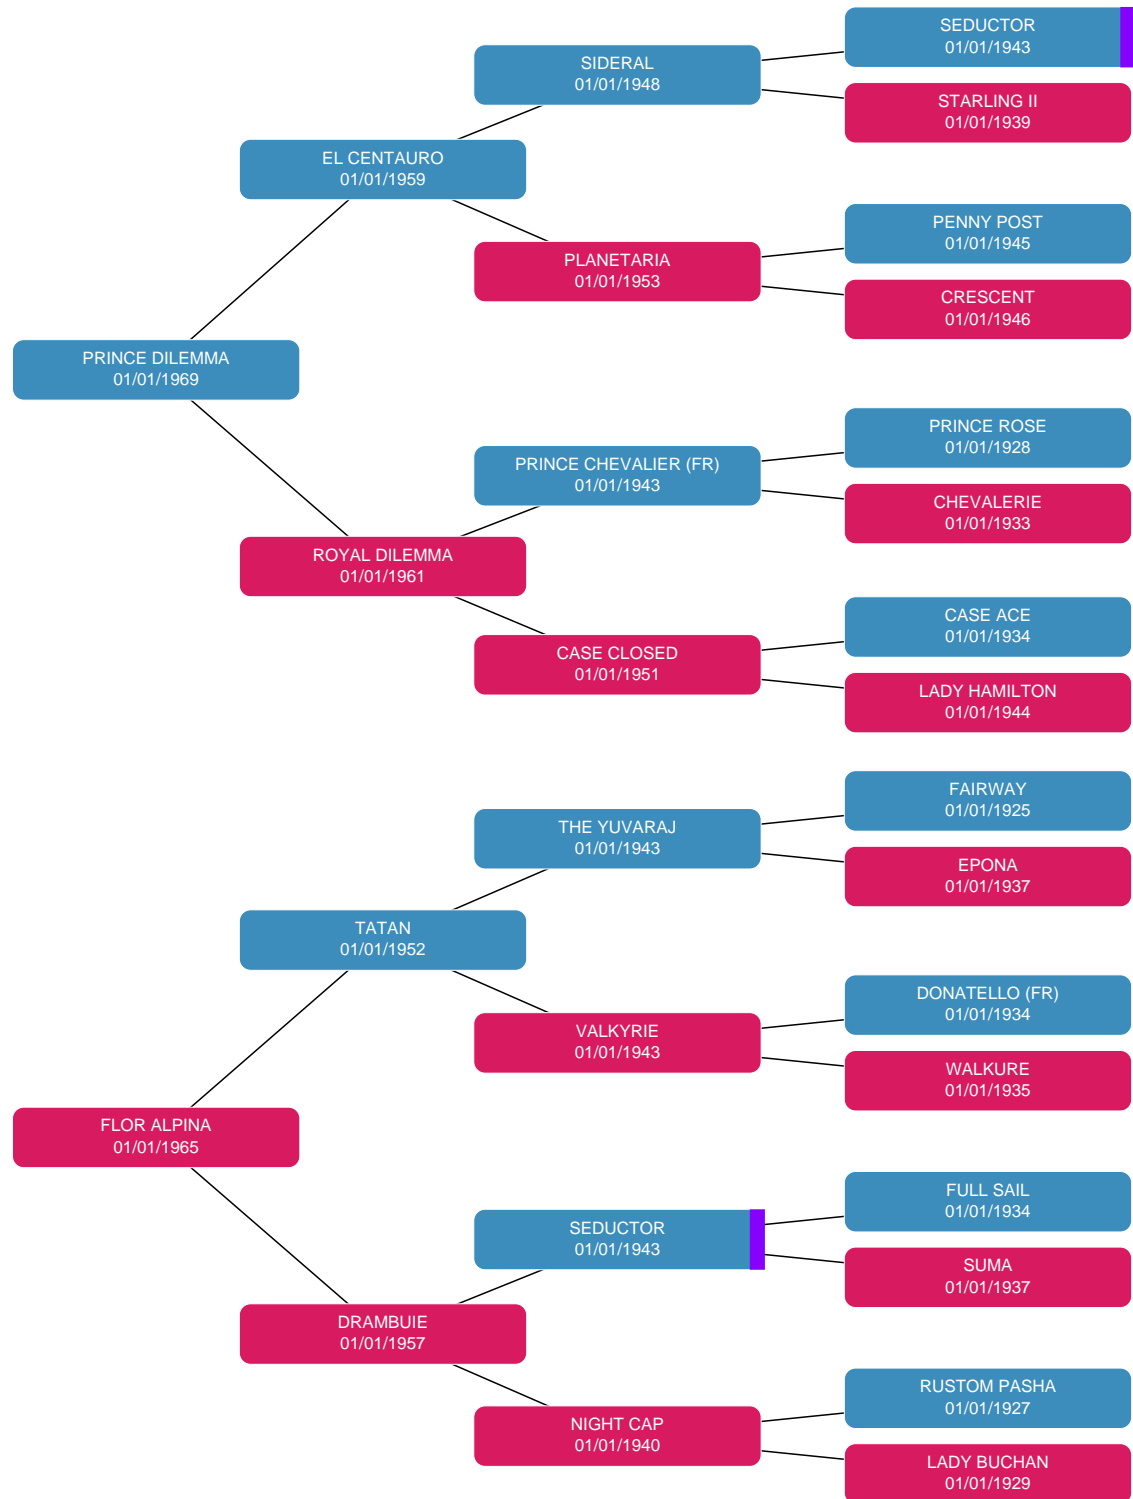 SEDUCTOR
01/01/1943
SIDERAL
01/01/1948
STARLING II
01/01/1939
EL CENTAURO
01/01/1959
PENNY POST
01/01/1945
PLANETARIA
01/01/1953
CRESCENT
01/01/1946
PRINCE DILEMMA
01/01/1969
PRINCE ROSE
01/01/1928
PRINCE CHEVALIER (FR)
01/01/1943
CHEVALERIE
01/01/1933
ROYAL DILEMMA
01/01/1961
CASE ACE
01/01/1934
CASE CLOSED
01/01/1951
LADY HAMILTON
01/01/1944
FAIRWAY
01/01/1925
THE YUVARAJ
01/01/1943
EPONA
01/01/1937
TATAN
01/01/1952
DONATELLO (FR)
01/01/1934
VALKYRIE
01/01/1943
WALKURE
01/01/1935
FLOR ALPINA
01/01/1965
FULL SAIL
01/01/1934
SEDUCTOR
01/01/1943
SUMA
01/01/1937
DRAMBUIE
01/01/1957
RUSTOM PASHA
01/01/1927
NIGHT CAP
01/01/1940
LADY BUCHAN
01/01/1929